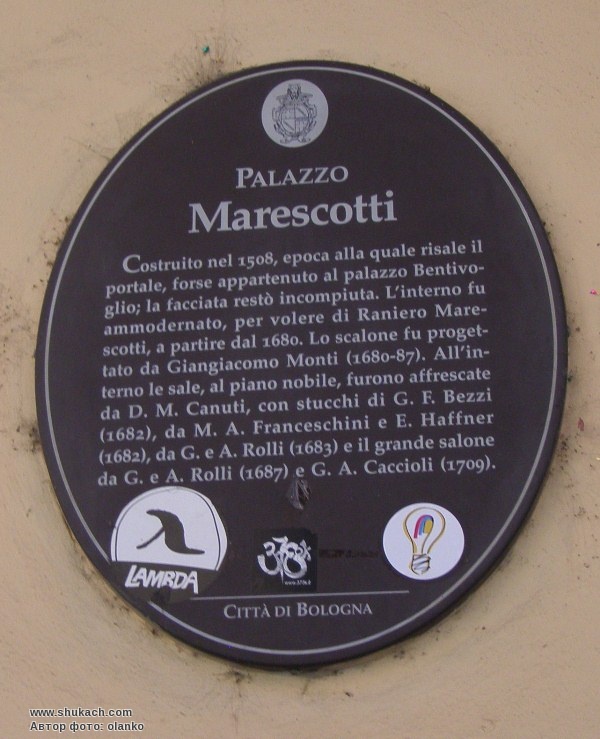 PALAZZO
Marescotti
Costruito nel 1508, epoca alla quale risale il
portale, forse appartenuto al palazzo Bentivo-
glio; la facciata restò incompiuta. L'interno fu
ammodernato, per volere di Raniero Mare-
scotti, a partire dal 1680. Lo scalone fu proget-
tato da Giangiacomo Monti (1680-87). All'in-
terno le sale, al piano nobile, furono affrescate
da D. M. Canuti, con stucchi di G. F. Bezzi
(1682), da M. A. Franceschini e E. Haffner
(1682), da G. e A. Rolli (1683) e il grande salone
da G. e A. Rolli (1687) e G. A. Caccioli (1709).
LAMBDA
CITTÀ DI BOLOGNA
www.shukach.com
Автор фото: olanko